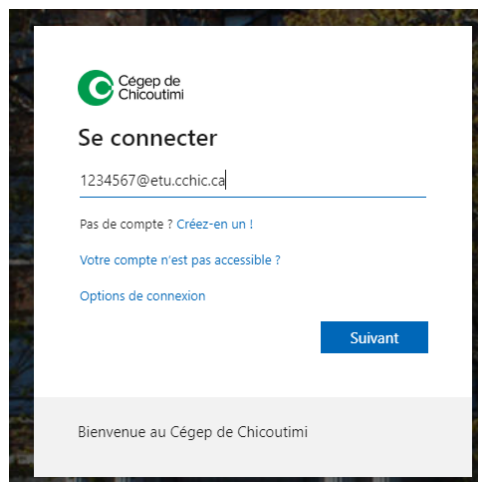 Cégep de
Chicoutimi
Se connecter
1234567@etu.cchic.ca
Pas de compte ? Créez-en un !
Votre compte n'est pas accessible ?
Options de connexion
Suivant
Bienvenue au Cégep de Chicoutimi